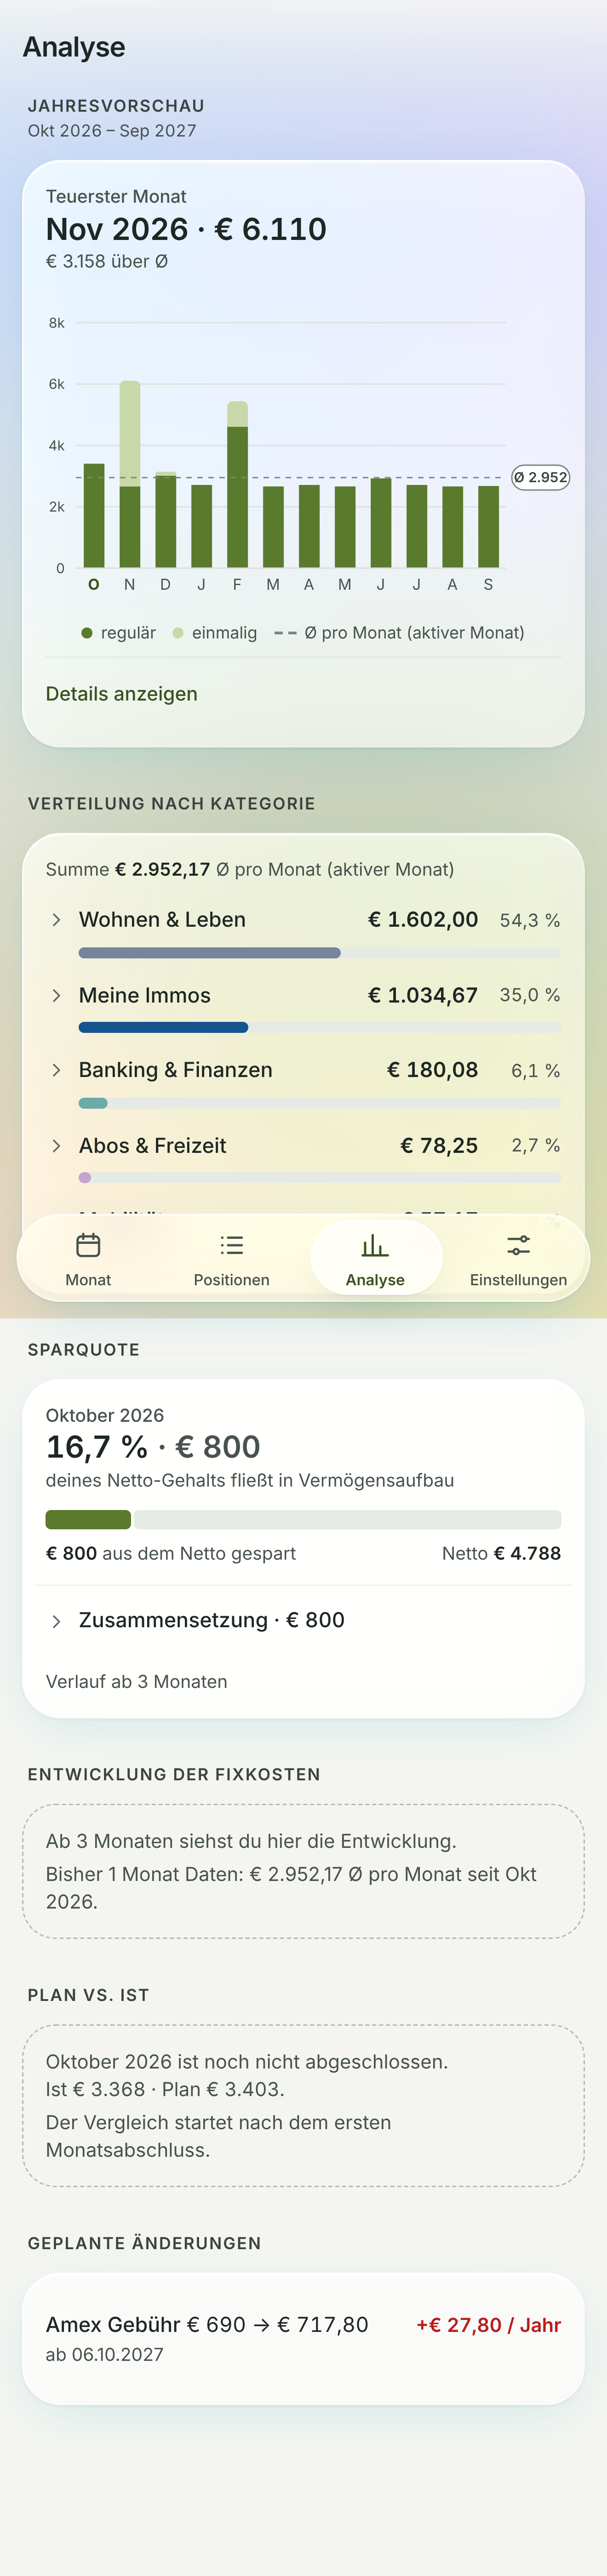 Analyse
JAHRESVORSCHAU
Okt 2026 – Sep 2027
Teuerster Monat
Nov 2026 · € 6.110
€ 3.158 über Ø
8k
6k
4k
Ø 2.952
2k
0
O N D J F M A M J J A S
regulär einmalig Ø pro Monat (aktiver Monat)
Details anzeigen
VERTEILUNG NACH KATEGORIE
Summe € 2.952,17 Ø pro Monat (aktiver Monat)
Wohnen & Leben € 1.602,00 54,3 %
Meine Immos € 1.034,67 35,0 %
Banking & Finanzen € 180,08 6,1 %
Abos & Freizeit € 78,25 2,7 %
Monat Positionen Analyse Einstellungen
SPARQUOTE
Oktober 2026
16,7 % · € 800
deines Netto-Gehalts fließt in Vermögensaufbau
€ 800 aus dem Netto gespart Netto € 4.788
Zusammensetzung · € 800
Verlauf ab 3 Monaten
ENTWICKLUNG DER FIXKOSTEN
Ab 3 Monaten siehst du hier die Entwicklung.
Bisher 1 Monat Daten: € 2.952,17 Ø pro Monat seit Okt
2026.
PLAN VS. IST
Oktober 2026 ist noch nicht abgeschlossen.
Ist € 3.368 · Plan € 3.403.
Der Vergleich startet nach dem ersten
Monatsabschluss.
GEPLANTE ÄNDERUNGEN
Amex Gebühr € 690 → € 717,80 +€ 27,80 / Jahr
ab 06.10.2027